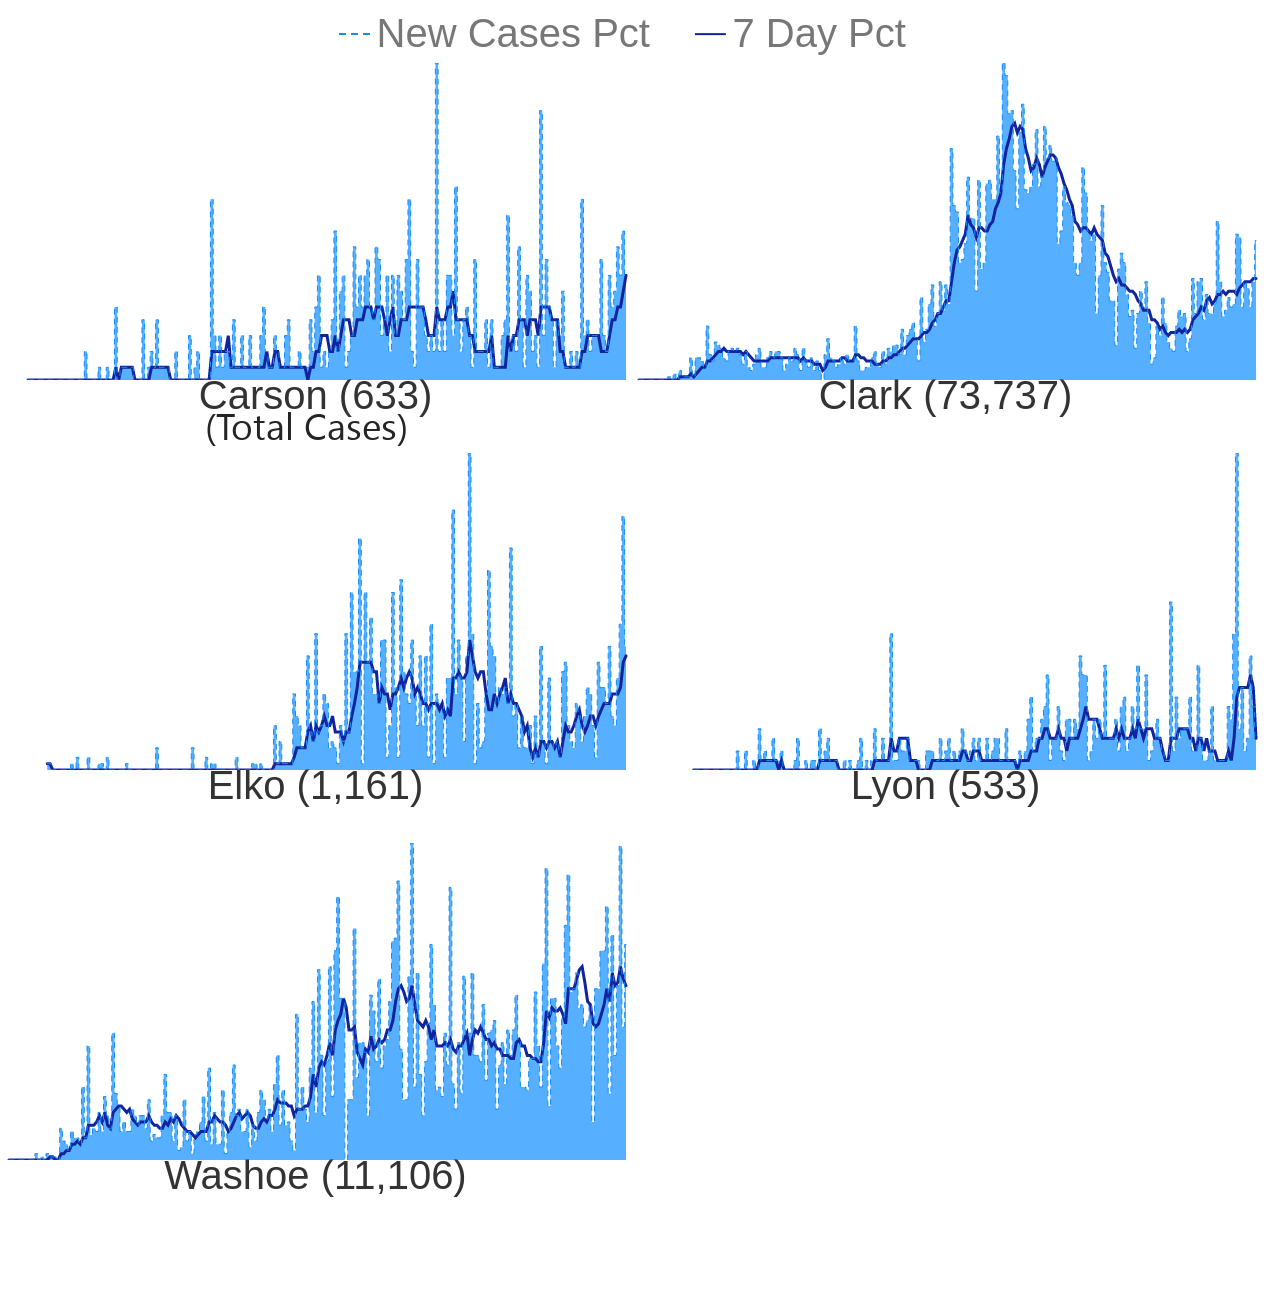 New Cases Pct 7 Day Pct
Carson (633) Clark (73,737)
(Total Cases)
Elko (1,161) Lyon (533)
Washoe (11,106)